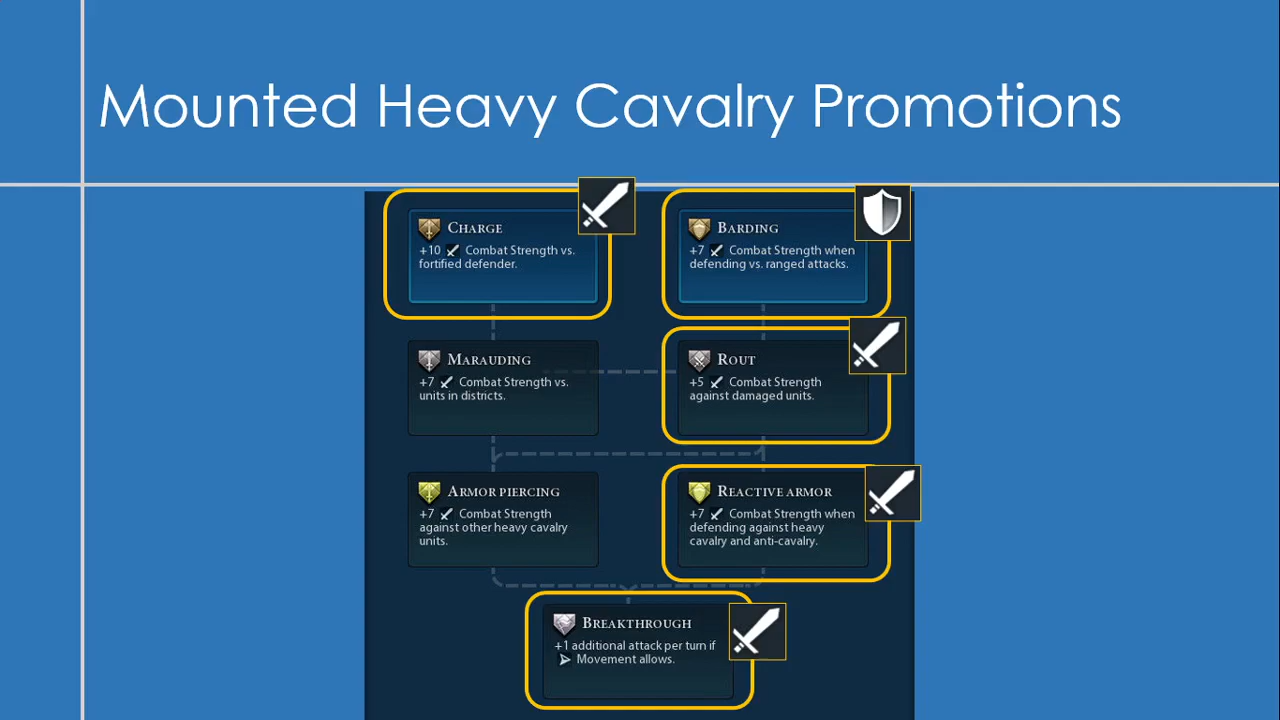 Mounted Heavy Cavalry Promotions
CHARGE
+10 Combat Strength vs.
fortified defender.
BARDING
+7 Combat Strength when
defending vs. ranged attacks.
MARAUDING
+7 Combat Strength vs.
units in districts.
ROUT
+5 Combat Strength
against damaged units.
ARMOR PIERCING
+7 Combat Strength
against other heavy cavalry
units.
REACTIVE ARMOR
+7 Combat Strength when
defending against heavy
cavalry and anti-cavalry.
BREAKTHROUGH
+1 additional attack per turn if
Movement allows.